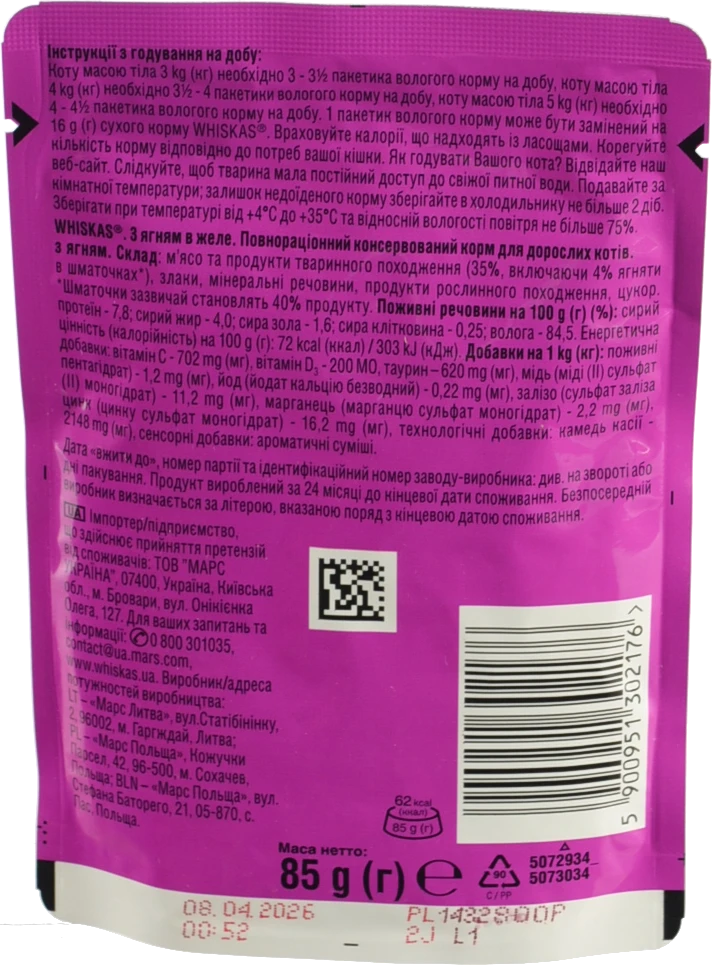 Інструкції з годування на добу:
Коту масою тіла 3 kg (кг) необхідно 3 - 3½ пакетика вологого корму на добу, коту масою тіла
4 kg (кг) необхідно 3½ - 4 пакетики вологого корму на добу, коту масою тіла 5 kg (кг) необхідно
4 - 4½ пакетика вологого корму на добу. 1 пакетик вологого корму може бути замінений на
16 g (г) сухого корму WHISKAS®. Враховуйте калорії, що надходять із ласощами. Корегуйте
кількість корму відповідно до потреб вашої кішки. Як годувати Вашого кота? Відвідайте наш
веб-сайт. Слідкуйте, щоб тварина мала постійний доступ до свіжої питної води. Подавайте за
кімнатної температури; залишок недоїденого корму зберігайте в холодильнику не більше 2 діб.
Зберігати при температурі від +4°C до +35°C та відносній вологості повітря не більше 75%.
WHISKAS®. З ягням в желе. Повнораціонний консервований корм для дорослих котів.
з ягням. Склад: м'ясо та продукти тваринного походження (35%, включаючи 4% ягняти
в шматочках*), злаки, мінеральні речовини, продукти рослинного походження, цукор.
*Шматочки зазвичай становлять 40% продукту. Поживні речовини на 100 g (г) (%): сирий
протеїн - 7,8; сирий жир - 4,0; сира зола - 1,6; сира клітковина - 0,25; волога - 84,5. Енергетична
цінність (калорійність) на 100 g (г): 72 kcal (ккал) / 303 kJ (кДж). Добавки на 1 kg (кг): поживні
добавки: вітамін C - 702 mg (мг), вітамін D₃ - 200 МО, таурин – 620 mg (мг), мідь (міді (II) сульфат
пентагідрат) - 1,2 mg (мг), йод (йодат кальцію безводний) - 0,22 mg (мг), залізо (сульфат заліза
(II) моногідрат) - 11,2 mg (мг), марганець (марганцю сульфат моногідрат) - 2,2 mg (мг),
цинк (цинку сульфат моногідрат) - 16,2 mg (мг), технологічні добавки: камедь касії -
2148 mg (мг), сенсорні добавки: ароматичні суміші.
Дата «вжити до», номер партії та ідентифікаційний номер заводу-виробника: див. на звороті або
дні пакування. Продукт вироблений за 24 місяці до кінцевої дати споживання. Безпосередній
виробник визначається за літерою, вказаною поряд з кінцевою датою споживання.
UA Імпортер/підприємство,
що здійснює прийняття претензій
від споживачів: ТОВ "МАРС
УКРАЇНА", 07400, Україна, Київська
обл., м. Бровари, вул. Онікієнка
Олега, 127. Для ваших запитань та
інформації: 0 800 301035,
contact@ua.mars.com,
www.whiskas.ua. Виробник/адреса
потужностей виробництва:
LT – «Марс Литва», вул.Статібінінку,
2, 96002, м. Гаргждай, Литва;
PL – «Марс Польща», Кожучки
Парсел, 42, 96-500, м. Сохачев,
Польща; BLN – «Марс Польща», вул.
Стефана Баторего, 21, 05-870, с.
Пас, Польща.
5 900951 302176 >
62 kcal
(ккал)
85 g (г)
Маса нетто:
85 g (г) ℮
90
C / PP
5072934
5073034
08.04.2026
00:52
2J L1